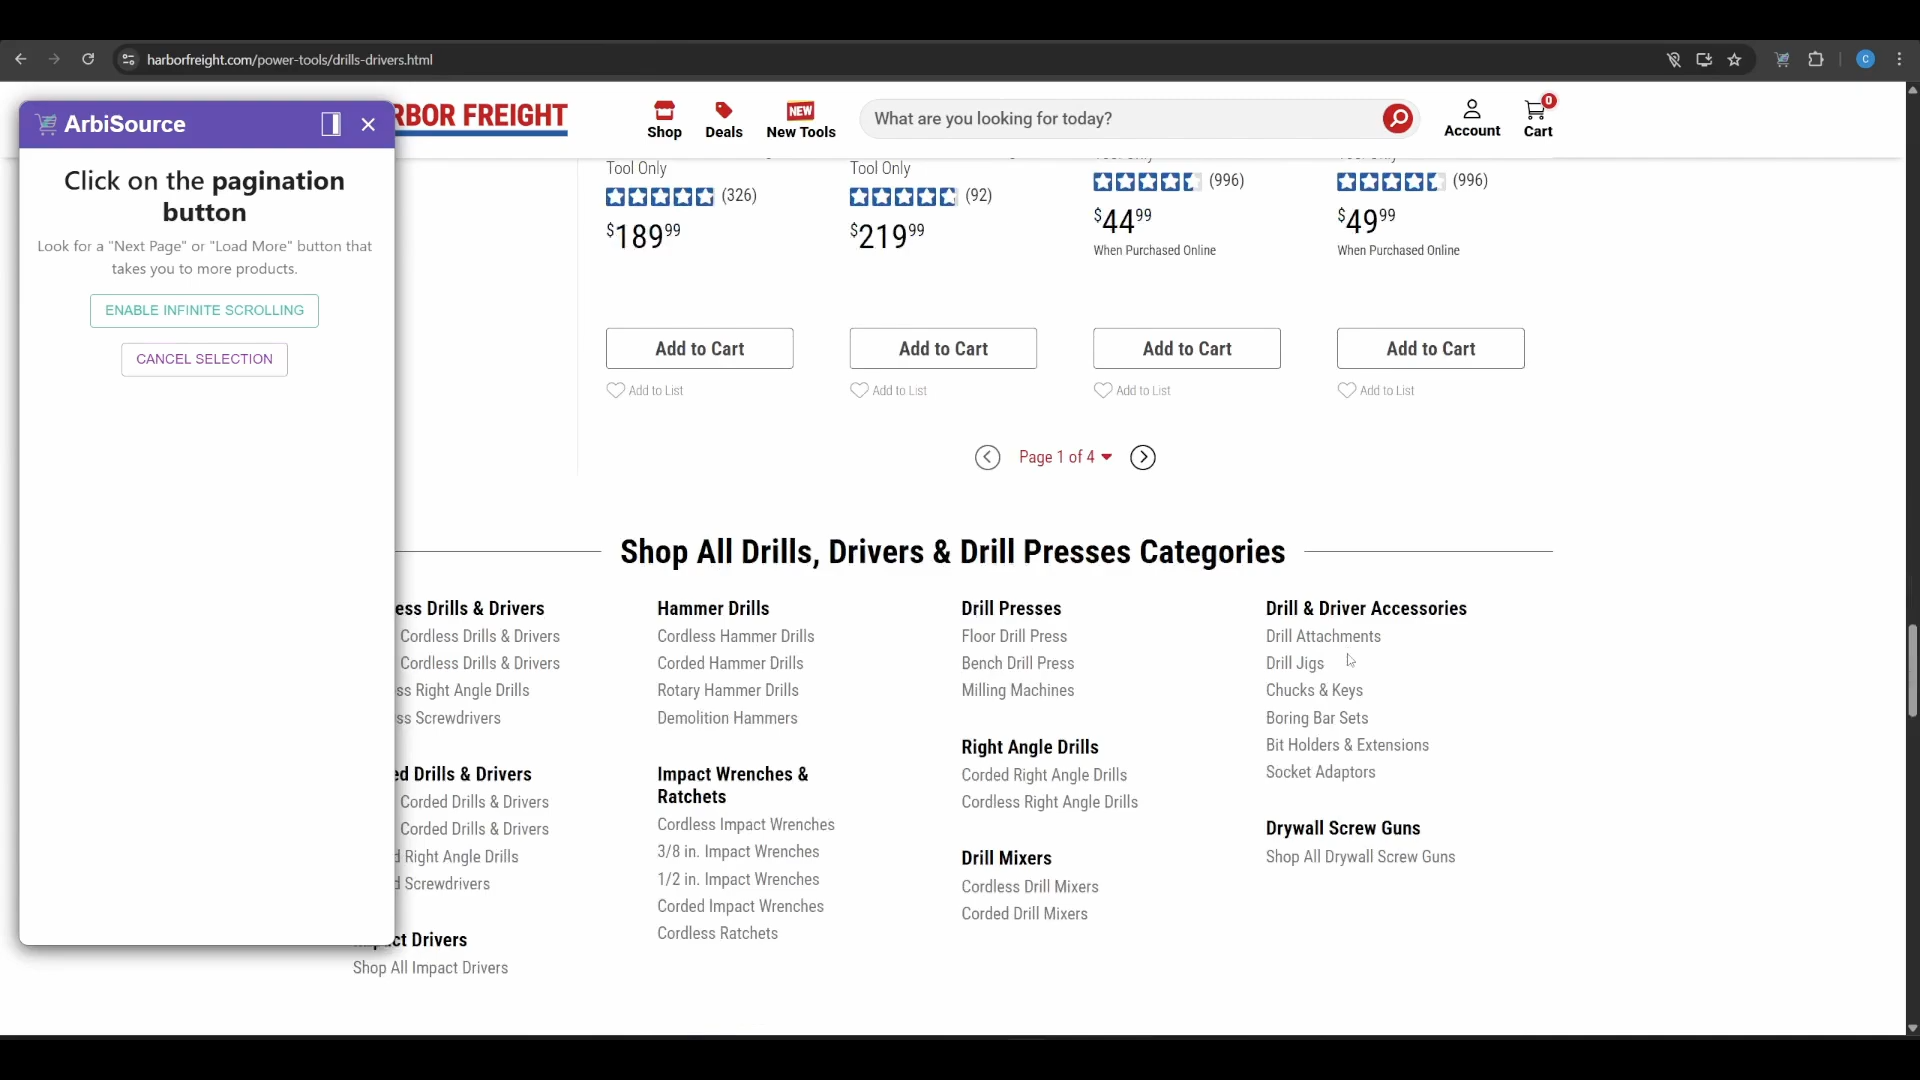 harborfreight.com/power-tools/drills-drivers.html
C
ArbiSource
Click on the pagination
button
Look for a "Next Page" or "Load More" button that
takes you to more products.
ENABLE INFINITE SCROLLING
CANCEL SELECTION
RBOR FREIGHT
Shop
Deals
NEW
New Tools
What are you looking for today?
Account
0
Cart
Tool Only
(326)
$189 99
Add to Cart
Add to List
Tool Only
(92)
$219 99
Add to Cart
Add to List
(996)
$44 99
When Purchased Online
Add to Cart
Add to List
(996)
$49 99
When Purchased Online
Add to Cart
Add to List
Page 1 of 4
Shop All Drills, Drivers & Drill Presses Categories
ess Drills & Drivers
Cordless Drills & Drivers
Cordless Drills & Drivers
ss Right Angle Drills
ss Screwdrivers
ed Drills & Drivers
Corded Drills & Drivers
Corded Drills & Drivers
d Right Angle Drills
d Screwdrivers
ct Drivers
Shop All Impact Drivers
Hammer Drills
Cordless Hammer Drills
Corded Hammer Drills
Rotary Hammer Drills
Demolition Hammers
Impact Wrenches &
Ratchets
Cordless Impact Wrenches
3/8 in. Impact Wrenches
1/2 in. Impact Wrenches
Corded Impact Wrenches
Cordless Ratchets
Drill Presses
Floor Drill Press
Bench Drill Press
Milling Machines
Right Angle Drills
Corded Right Angle Drills
Cordless Right Angle Drills
Drill Mixers
Cordless Drill Mixers
Corded Drill Mixers
Drill & Driver Accessories
Drill Attachments
Drill Jigs
Chucks & Keys
Boring Bar Sets
Bit Holders & Extensions
Socket Adaptors
Drywall Screw Guns
Shop All Drywall Screw Guns